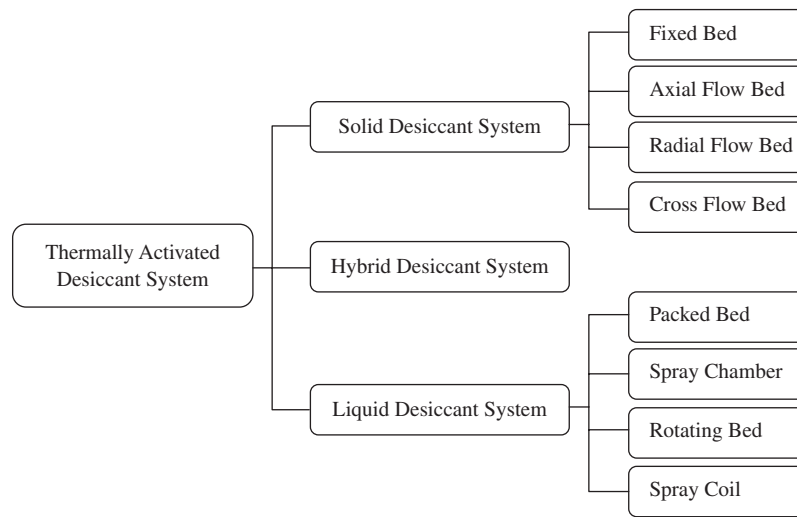 Thermally Activated
Desiccant System
Solid Desiccant System
Fixed Bed
Axial Flow Bed
Radial Flow Bed
Cross Flow Bed
Hybrid Desiccant System
Liquid Desiccant System
Packed Bed
Spray Chamber
Rotating Bed
Spray Coil